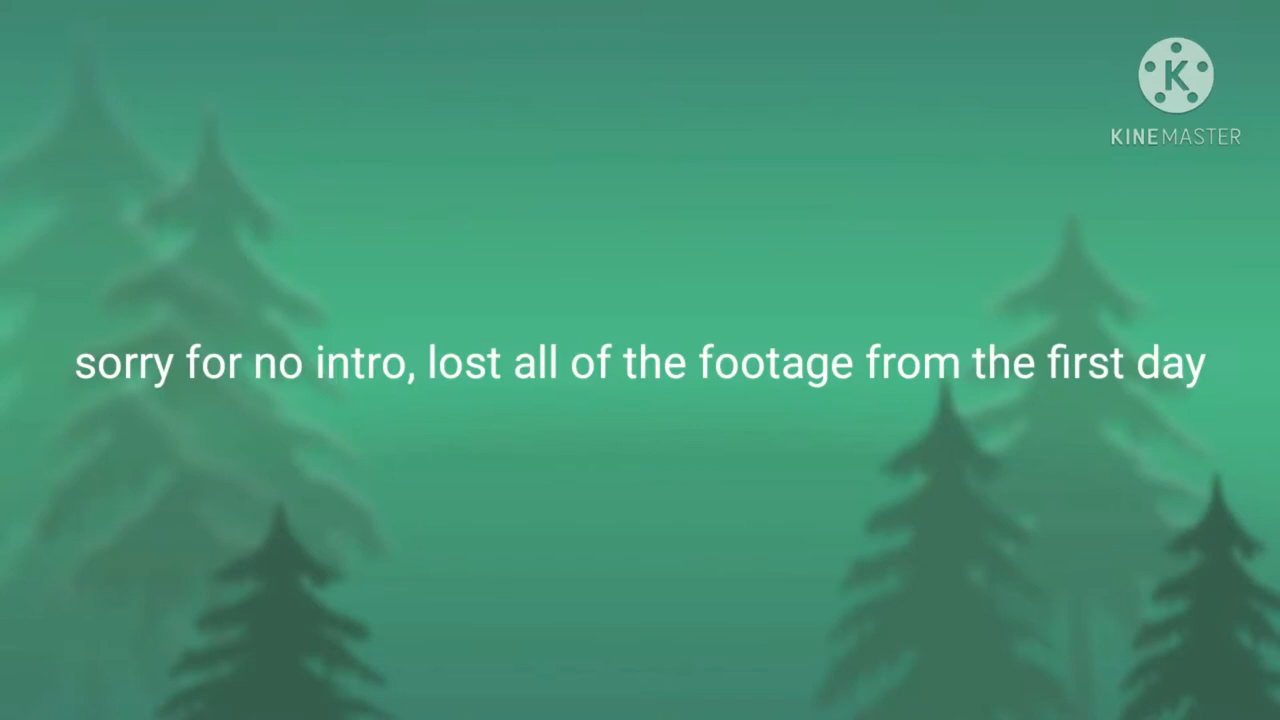 K
KINEMASTER
sorry for no intro, lost all of the footage from the first day